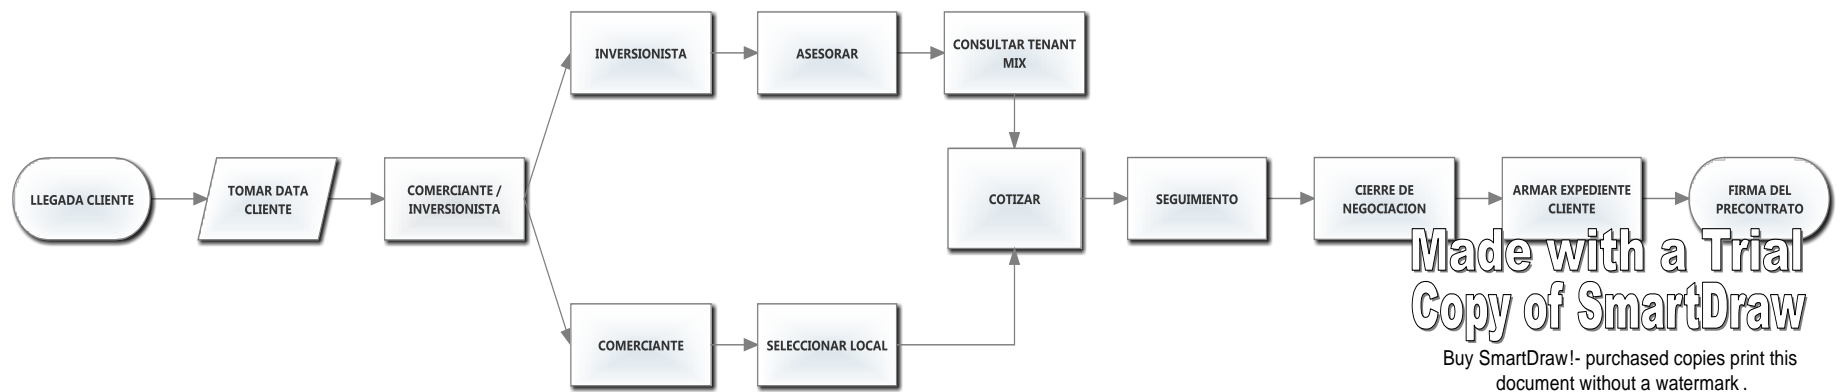 LLEGADA CLIENTE
TOMAR DATA
CLIENTE
COMERCIANTE /
INVERSIONISTA
INVERSIONISTA
ASESORAR
CONSULTAR TENANT
MIX
COMERCIANTE
SELECCIONAR LOCAL
COTIZAR
SEGUIMIENTO
CIERRE DE
NEGOCIACION
ARMAR EXPEDIENTE
CLIENTE
FIRMA DEL
PRECONTRATO
Made with a Trial
Copy of SmartDraw
Buy SmartDraw!- purchased copies print this
document without a watermark .